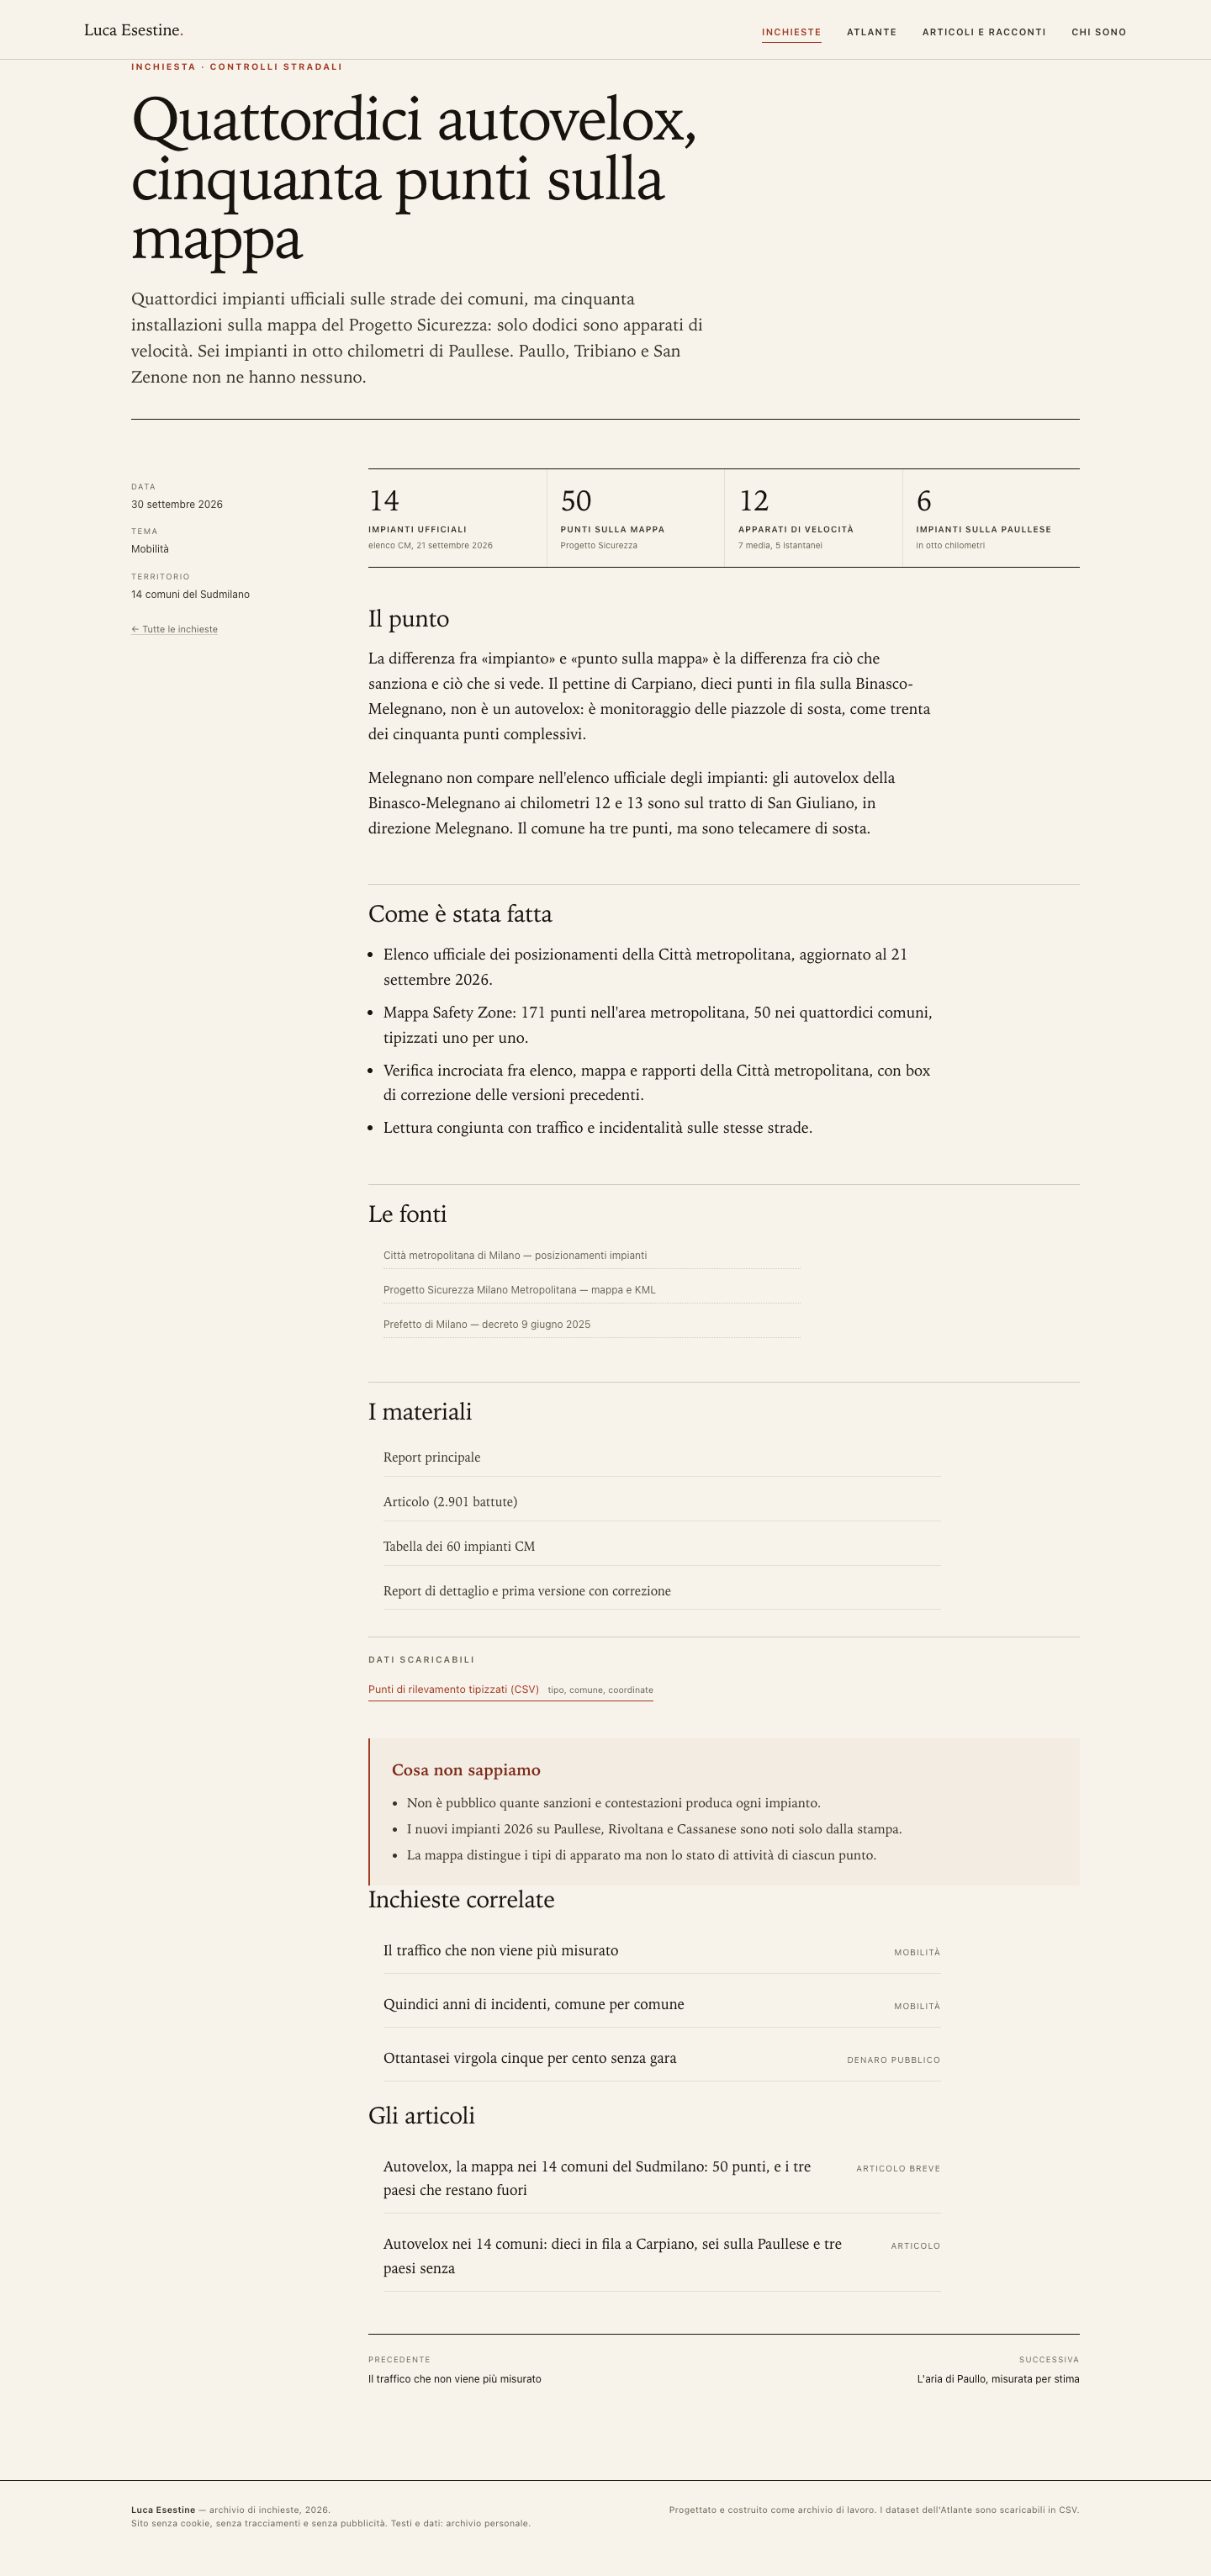 Luca Esestine.
INCHIESTE
ATLANTE
ARTICOLI E RACCONTI
CHI SONO
INCHIESTA · CONTROLLI STRADALI
Quattordici autovelox,
cinquanta punti sulla
mappa
Quattordici impianti ufficiali sulle strade dei comuni, ma cinquanta
installazioni sulla mappa del Progetto Sicurezza: solo dodici sono apparati di
velocità. Sei impianti in otto chilometri di Paullese. Paullo, Tribiano e San
Zenone non ne hanno nessuno.
DATA
30 settembre 2026
TEMA
Mobilità
TERRITORIO
14 comuni del Sudmilano
← Tutte le inchieste
14
IMPIANTI UFFICIALI
elenco CM, 21 settembre 2026
50
PUNTI SULLA MAPPA
Progetto Sicurezza
12
APPARATI DI VELOCITÀ
7 media, 5 istantanei
6
IMPIANTI SULLA PAULLESE
in otto chilometri
Il punto
La differenza fra «impianto» e «punto sulla mappa» è la differenza fra ciò che
sanziona e ciò che si vede. Il pettine di Carpiano, dieci punti in fila sulla Binasco-
Melegnano, non è un autovelox: è monitoraggio delle piazzole di sosta, come trenta
dei cinquanta punti complessivi.
Melegnano non compare nell'elenco ufficiale degli impianti: gli autovelox della
Binasco-Melegnano ai chilometri 12 e 13 sono sul tratto di San Giuliano, in
direzione Melegnano. Il comune ha tre punti, ma sono telecamere di sosta.
Come è stata fatta
• Elenco ufficiale dei posizionamenti della Città metropolitana, aggiornato al 21
settembre 2026.
• Mappa Safety Zone: 171 punti nell'area metropolitana, 50 nei quattordici comuni,
tipizzati uno per uno.
• Verifica incrociata fra elenco, mappa e rapporti della Città metropolitana, con box
di correzione delle versioni precedenti.
• Lettura congiunta con traffico e incidentalità sulle stesse strade.
Le fonti
Città metropolitana di Milano — posizionamenti impianti
Progetto Sicurezza Milano Metropolitana — mappa e KML
Prefetto di Milano — decreto 9 giugno 2025
I materiali
Report principale
Articolo (2.901 battute)
Tabella dei 60 impianti CM
Report di dettaglio e prima versione con correzione
DATI SCARICABILI
Punti di rilevamento tipizzati (CSV) tipo, comune, coordinate
Cosa non sappiamo
• Non è pubblico quante sanzioni e contestazioni produca ogni impianto.
• I nuovi impianti 2026 su Paullese, Rivoltana e Cassanese sono noti solo dalla stampa.
• La mappa distingue i tipi di apparato ma non lo stato di attività di ciascun punto.
Inchieste correlate
Il traffico che non viene più misurato
MOBILITÀ
Quindici anni di incidenti, comune per comune
MOBILITÀ
Ottantasei virgola cinque per cento senza gara
DENARO PUBBLICO
Gli articoli
Autovelox, la mappa nei 14 comuni del Sudmilano: 50 punti, e i tre
paesi che restano fuori
ARTICOLO BREVE
Autovelox nei 14 comuni: dieci in fila a Carpiano, sei sulla Paullese e tre
paesi senza
ARTICOLO
PRECEDENTE
Il traffico che non viene più misurato
SUCCESSIVA
L'aria di Paullo, misurata per stima
Luca Esestine — archivio di inchieste, 2026.
Sito senza cookie, senza tracciamenti e senza pubblicità. Testi e dati: archivio personale.
Progettato e costruito come archivio di lavoro. I dataset dell'Atlante sono scaricabili in CSV.